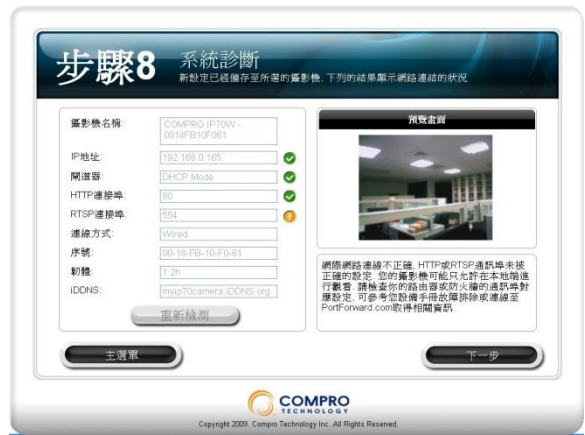 步驟8
系統診斷
新設定已經儲存至所選的攝影機, 下列的結果顯示網路連結的狀況
攝影機名稱:
COMPRO IP70W -
0018FB10F061
IP地址:
192.168.0.165
閘道器:
DHCP Mode
HTTP連接埠:
80
RTSP連接埠:
554
連線方式:
Wired
序號:
00-18-FB-10-F0-61
韌體:
1.2h
iDDNS:
myip70camera.iDDNS.org
重新檢測
預覽畫面
網際網路連線不正確, HTTP或RTSP通訊埠未被
正確的設定. 您的攝影機可能只允許在本地端進
行觀看. 請檢查你的路由器或防火牆的通訊埠對
應設定, 可參考您設備手冊故障排除或連線至
PortForward.com取得相關資訊.
主選單
下一步
COMPRO
TECHNOLOGY
Copyright 2009. Compro Technology Inc. All Rights Reserved.